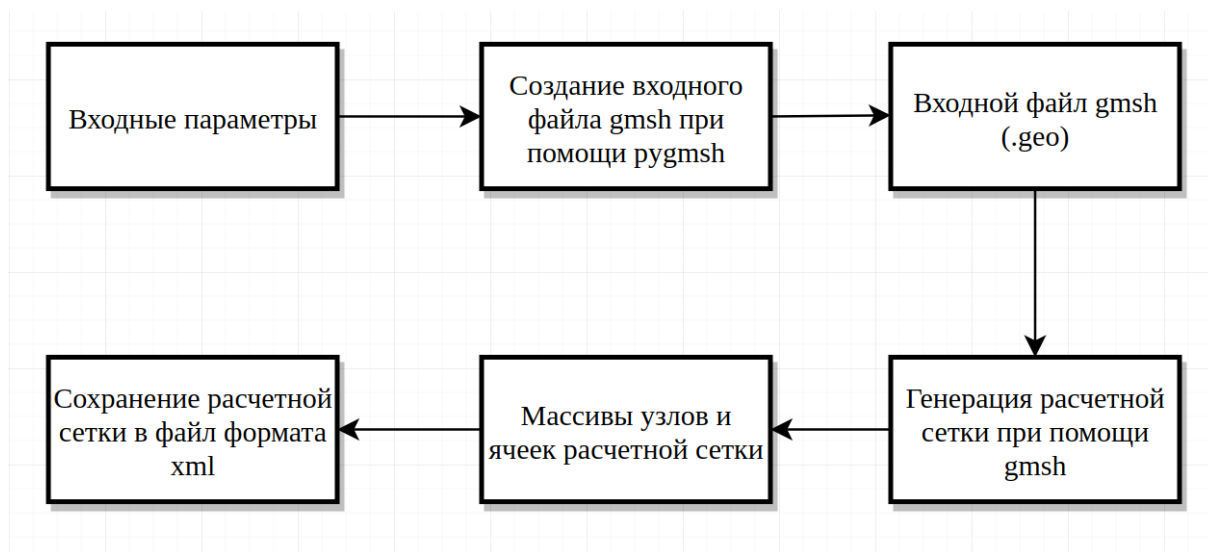 Входные параметры
Создание входного
файла gmsh при
помощи pygmsh
Входной файл gmsh
(.geo)
Сохранение расчетной
сетки в файл формата
xml
Массивы узлов и
ячеек расчетной сетки
Генерация расчетной
сетки при помощи
gmsh